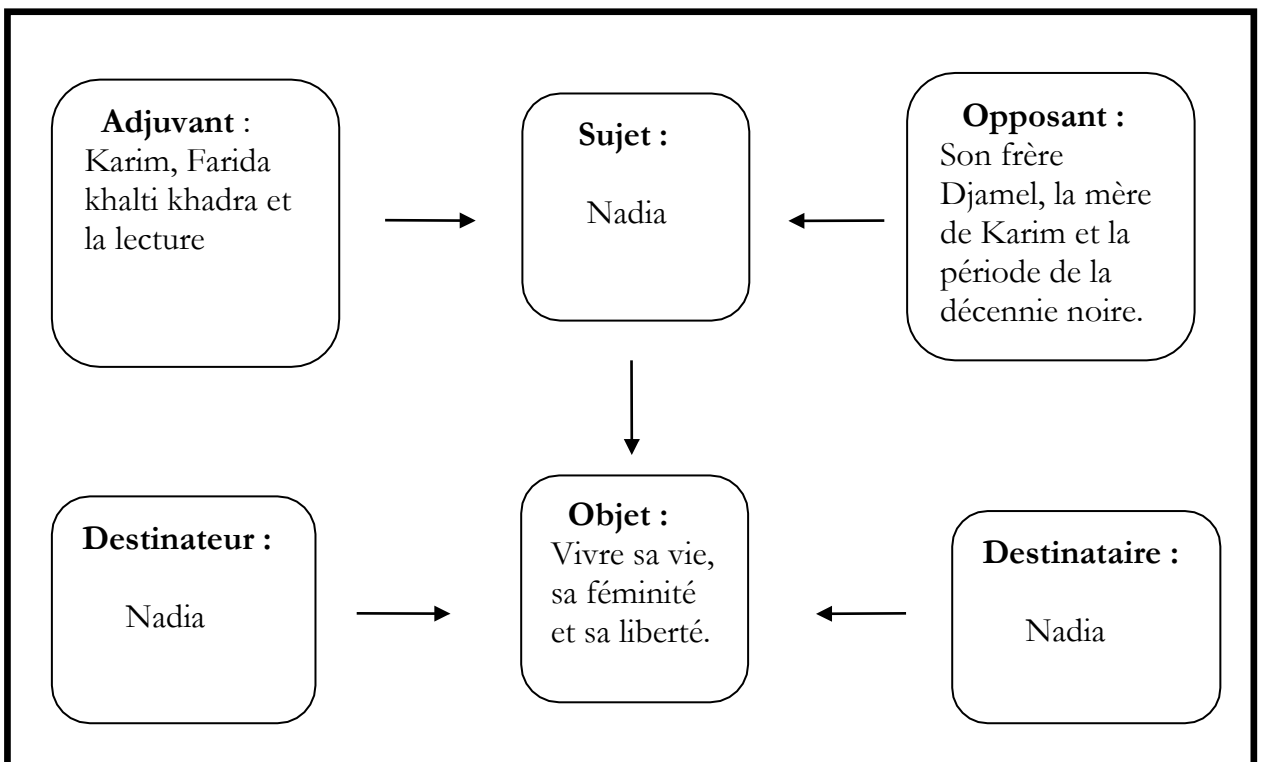 Adjuvant :
Karim, Farida
khalti khadra et
la lecture
Sujet :
Nadia
Opposant :
Son frère
Djamel, la mère
de Karim et la
période de la
décennie noire.
Destinateur :
Nadia
Objet :
Vivre sa vie,
sa féminité
et sa liberté.
Destinataire :
Nadia